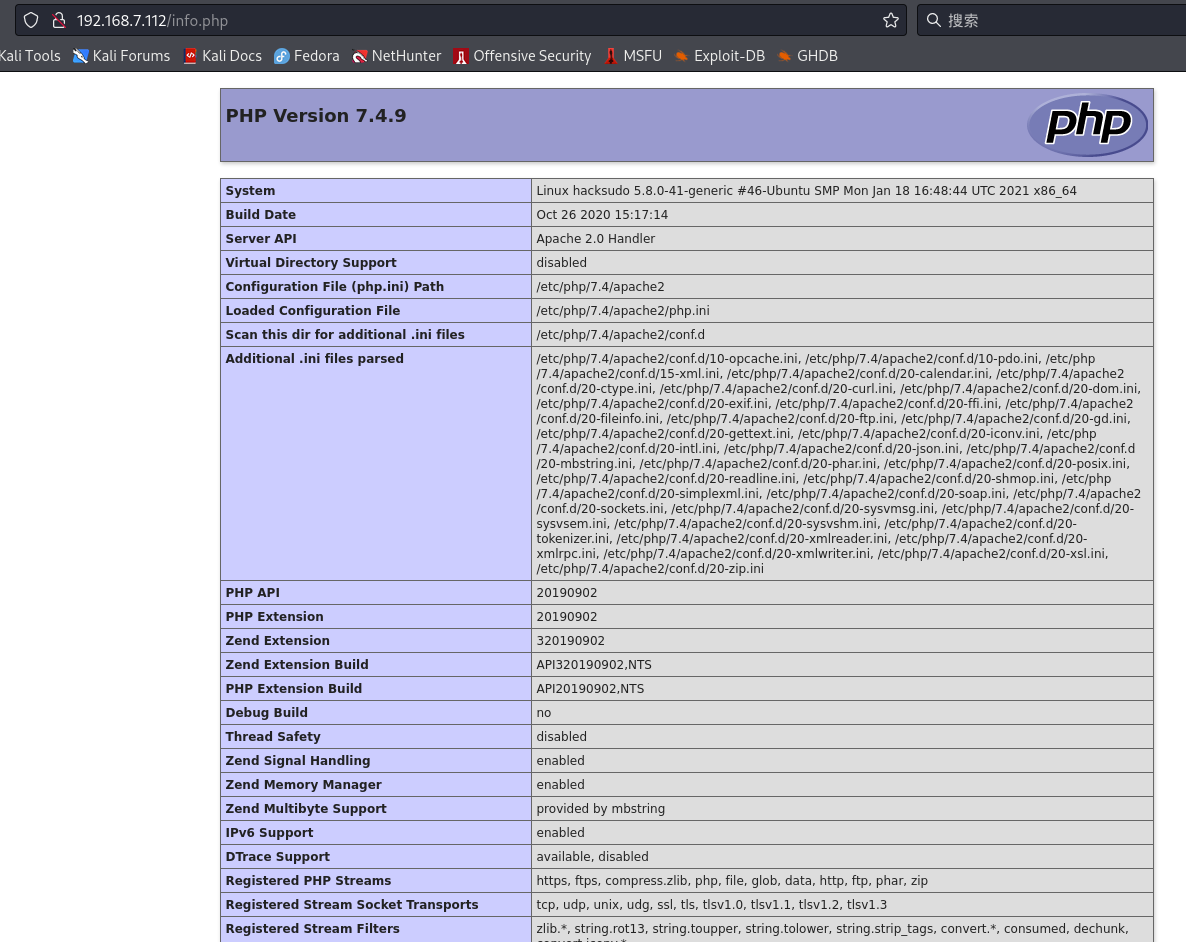 192.168.7.112/info.php
搜索
Kali Tools
Kali Forums
Kali Docs
Fedora
NetHunter
Offensive Security
MSFU
Exploit-DB
GHDB
PHP Version 7.4.9
php
System Linux hacksudo 5.8.0-41-generic #46-Ubuntu SMP Mon Jan 18 16:48:44 UTC 2021 x86_64
Build Date Oct 26 2020 15:17:14
Server API Apache 2.0 Handler
Virtual Directory Support disabled
Configuration File (php.ini) Path /etc/php/7.4/apache2
Loaded Configuration File /etc/php/7.4/apache2/php.ini
Scan this dir for additional .ini files /etc/php/7.4/apache2/conf.d
Additional .ini files parsed /etc/php/7.4/apache2/conf.d/10-opcache.ini, /etc/php/7.4/apache2/conf.d/10-pdo.ini, /etc/php
/7.4/apache2/conf.d/15-xml.ini, /etc/php/7.4/apache2/conf.d/20-calendar.ini, /etc/php/7.4/apache2
/conf.d/20-ctype.ini, /etc/php/7.4/apache2/conf.d/20-curl.ini, /etc/php/7.4/apache2/conf.d/20-dom.ini,
/etc/php/7.4/apache2/conf.d/20-exif.ini, /etc/php/7.4/apache2/conf.d/20-ffi.ini, /etc/php/7.4/apache2
/conf.d/20-fileinfo.ini, /etc/php/7.4/apache2/conf.d/20-ftp.ini, /etc/php/7.4/apache2/conf.d/20-gd.ini,
/etc/php/7.4/apache2/conf.d/20-gettext.ini, /etc/php/7.4/apache2/conf.d/20-iconv.ini, /etc/php
/7.4/apache2/conf.d/20-intl.ini, /etc/php/7.4/apache2/conf.d/20-json.ini, /etc/php/7.4/apache2/conf.d
/20-mbstring.ini, /etc/php/7.4/apache2/conf.d/20-phar.ini, /etc/php/7.4/apache2/conf.d/20-posix.ini,
/etc/php/7.4/apache2/conf.d/20-readline.ini, /etc/php/7.4/apache2/conf.d/20-shmop.ini, /etc/php
/7.4/apache2/conf.d/20-simplexml.ini, /etc/php/7.4/apache2/conf.d/20-soap.ini, /etc/php/7.4/apache2
/conf.d/20-sockets.ini, /etc/php/7.4/apache2/conf.d/20-sysvmsg.ini, /etc/php/7.4/apache2/conf.d/20-
sysvsem.ini, /etc/php/7.4/apache2/conf.d/20-sysvshm.ini, /etc/php/7.4/apache2/conf.d/20-
tokenizer.ini, /etc/php/7.4/apache2/conf.d/20-xmlreader.ini, /etc/php/7.4/apache2/conf.d/20-
xmlrpc.ini, /etc/php/7.4/apache2/conf.d/20-xmlwriter.ini, /etc/php/7.4/apache2/conf.d/20-xsl.ini,
/etc/php/7.4/apache2/conf.d/20-zip.ini
PHP API 20190902
PHP Extension 20190902
Zend Extension 320190902
Zend Extension Build API320190902,NTS
PHP Extension Build API20190902,NTS
Debug Build no
Thread Safety disabled
Zend Signal Handling enabled
Zend Memory Manager enabled
Zend Multibyte Support provided by mbstring
IPv6 Support enabled
DTrace Support available, disabled
Registered PHP Streams https, ftps, compress.zlib, php, file, glob, data, http, ftp, phar, zip
Registered Stream Socket Transports tcp, udp, unix, udg, ssl, tls, tlsv1.0, tlsv1.1, tlsv1.2, tlsv1.3
Registered Stream Filters zlib.*, string.rot13, string.toupper, string.tolower, string.strip_tags, convert.*, consumed, dechunk,